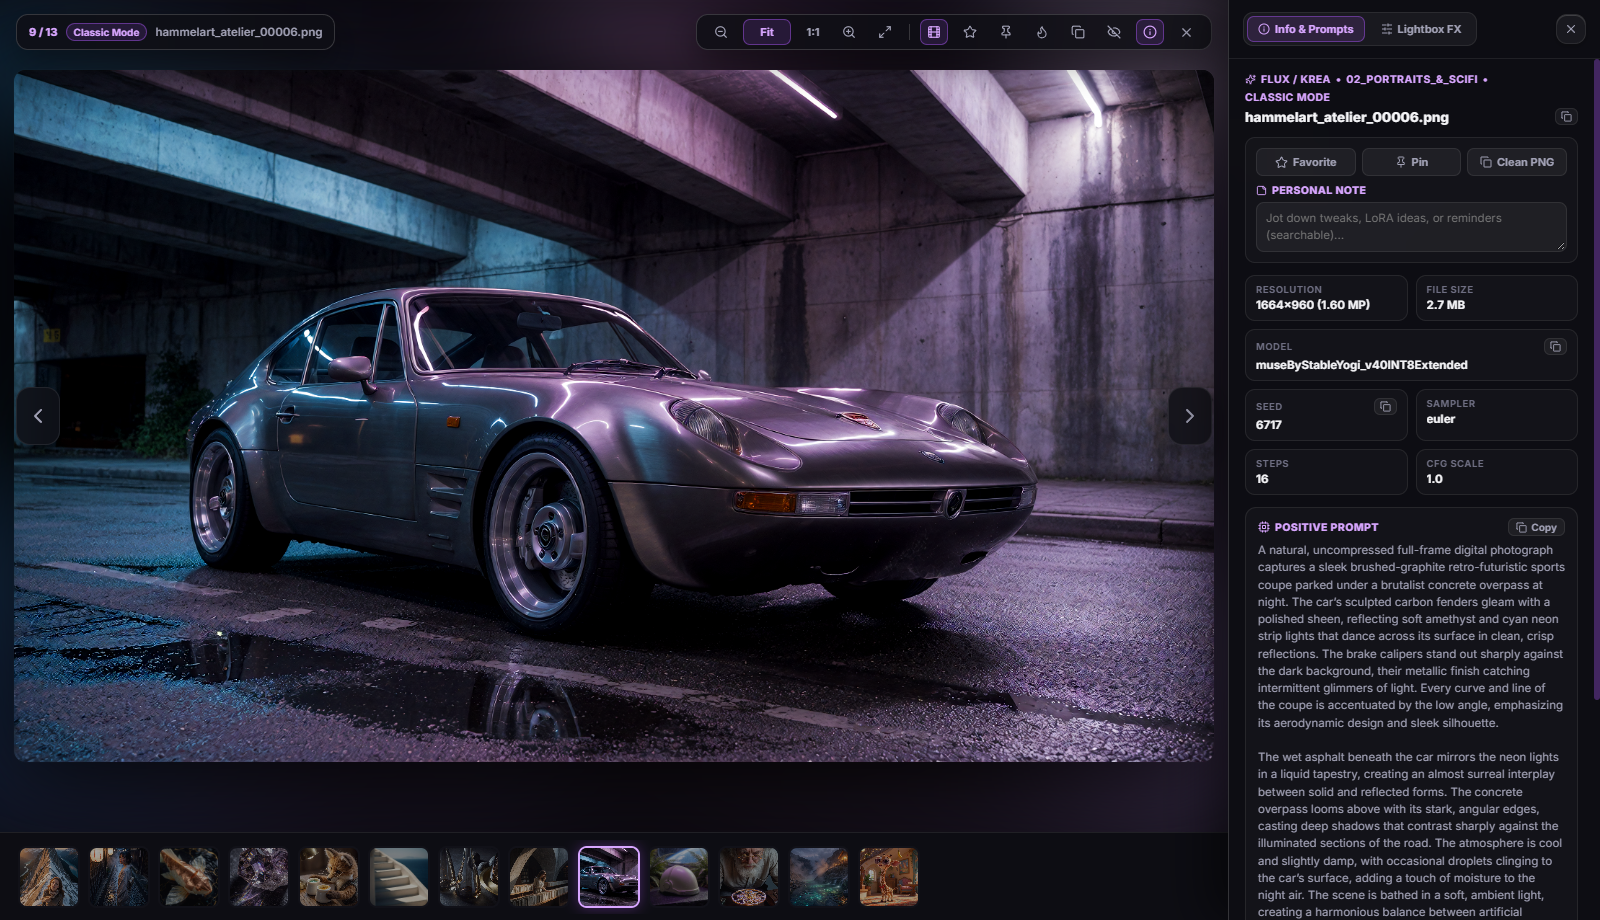 9 / 13 Classic Mode hammelart_atelier_00006.png
Fit 1:1
Info & Prompts Lightbox FX
FLUX / KREA • 02_PORTRAITS_&_SCIFI •
CLASSIC MODE
hammelart_atelier_00006.png
Favorite Pin Clean PNG
PERSONAL NOTE
Jot down tweaks, LoRA ideas, or reminders
(searchable)...
RESOLUTION FILE SIZE
1664×960 (1.60 MP) 2.7 MB
MODEL
museByStableYogi_v40INT8Extended
SEED SAMPLER
6717 euler
STEPS CFG SCALE
16 1.0
POSITIVE PROMPT Copy
A natural, uncompressed full-frame digital photograph
captures a sleek brushed-graphite retro-futuristic sports
coupe parked under a brutalist concrete overpass at
night. The car's sculpted carbon fenders gleam with a
polished sheen, reflecting soft amethyst and cyan neon
strip lights that dance across its surface in clean, crisp
reflections. The brake calipers stand out sharply against
the dark background, their metallic finish catching
intermittent glimmers of light. Every curve and line of
the coupe is accentuated by the low angle, emphasizing
its aerodynamic design and sleek silhouette.
The wet asphalt beneath the car mirrors the neon lights
in a liquid tapestry, creating an almost surreal interplay
between solid and reflected forms. The concrete
overpass looms above with its stark, angular edges,
casting deep shadows that contrast sharply against the
illuminated sections of the road. The atmosphere is cool
and slightly damp, with occasional droplets clinging to
the car's surface, adding a touch of moisture to the
night air. The scene is bathed in a soft, ambient light,
creating a harmonious balance between artificial